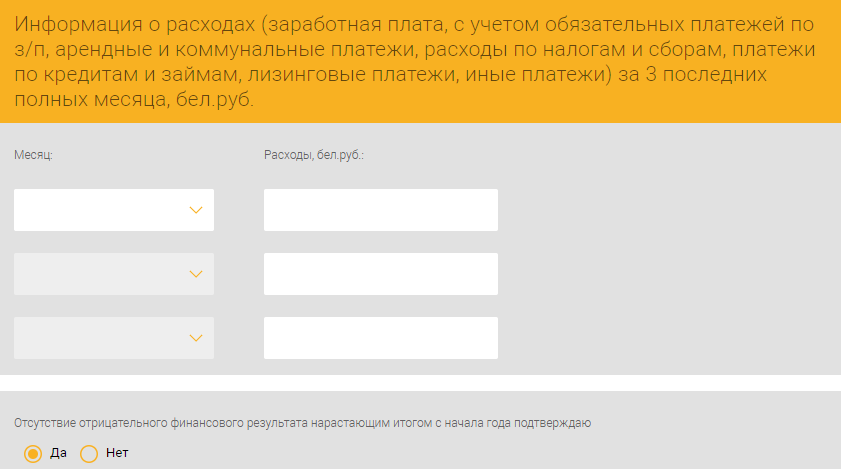 Информация о расходах (заработная плата, с учетом обязательных платежей по
з/п, арендные и коммунальные платежи, расходы по налогам и сборам, платежи
по кредитам и займам, лизинговые платежи, иные платежи) за 3 последних
полных месяца, бел.руб.
Месяц: Расходы, бел.руб.:
Отсутствие отрицательного финансового результата нарастающим итогом с начала года подтверждаю
Да Нет